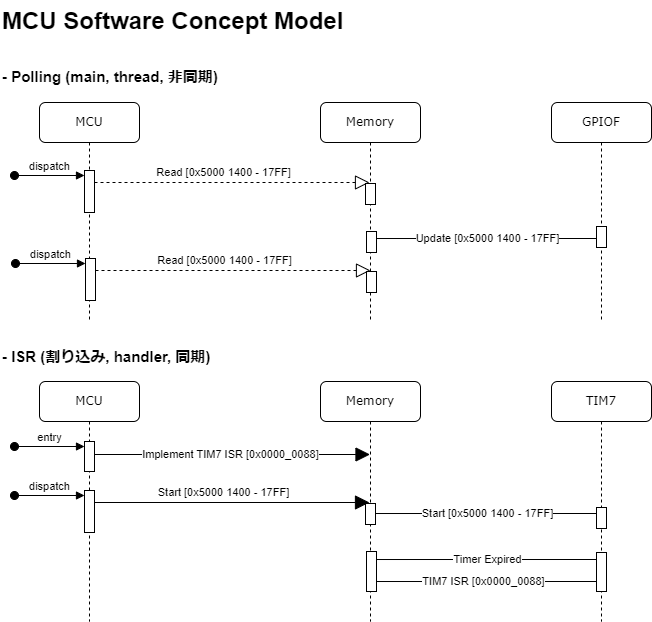 MCU Software Concept Model
- Polling (main, thread, 非同期)
MCU
Memory
GPIOF
dispatch
Read [0x5000 1400 - 17FF]
Update [0x5000 1400 - 17FF]
dispatch
Read [0x5000 1400 - 17FF]
- ISR (割り込み, handler, 同期)
MCU
Memory
TIM7
entry
Implement TIM7 ISR [0x0000_0088]
dispatch
Start [0x5000 1400 - 17FF]
Start [0x5000 1400 - 17FF]
Timer Expired
TIM7 ISR [0x0000_0088]